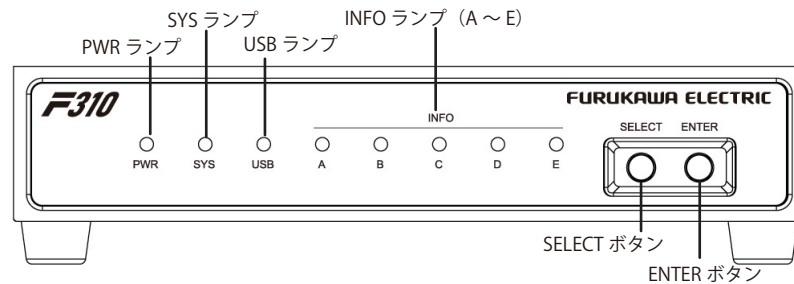 INFO ランプ（A ～ E）
SYS ランプ
PWR ランプ
USB ランプ
F310
FURUKAWA ELECTRIC
INFO
SELECT ENTER
PWR SYS USB A B C D E
SELECT ボタン
ENTER ボタン